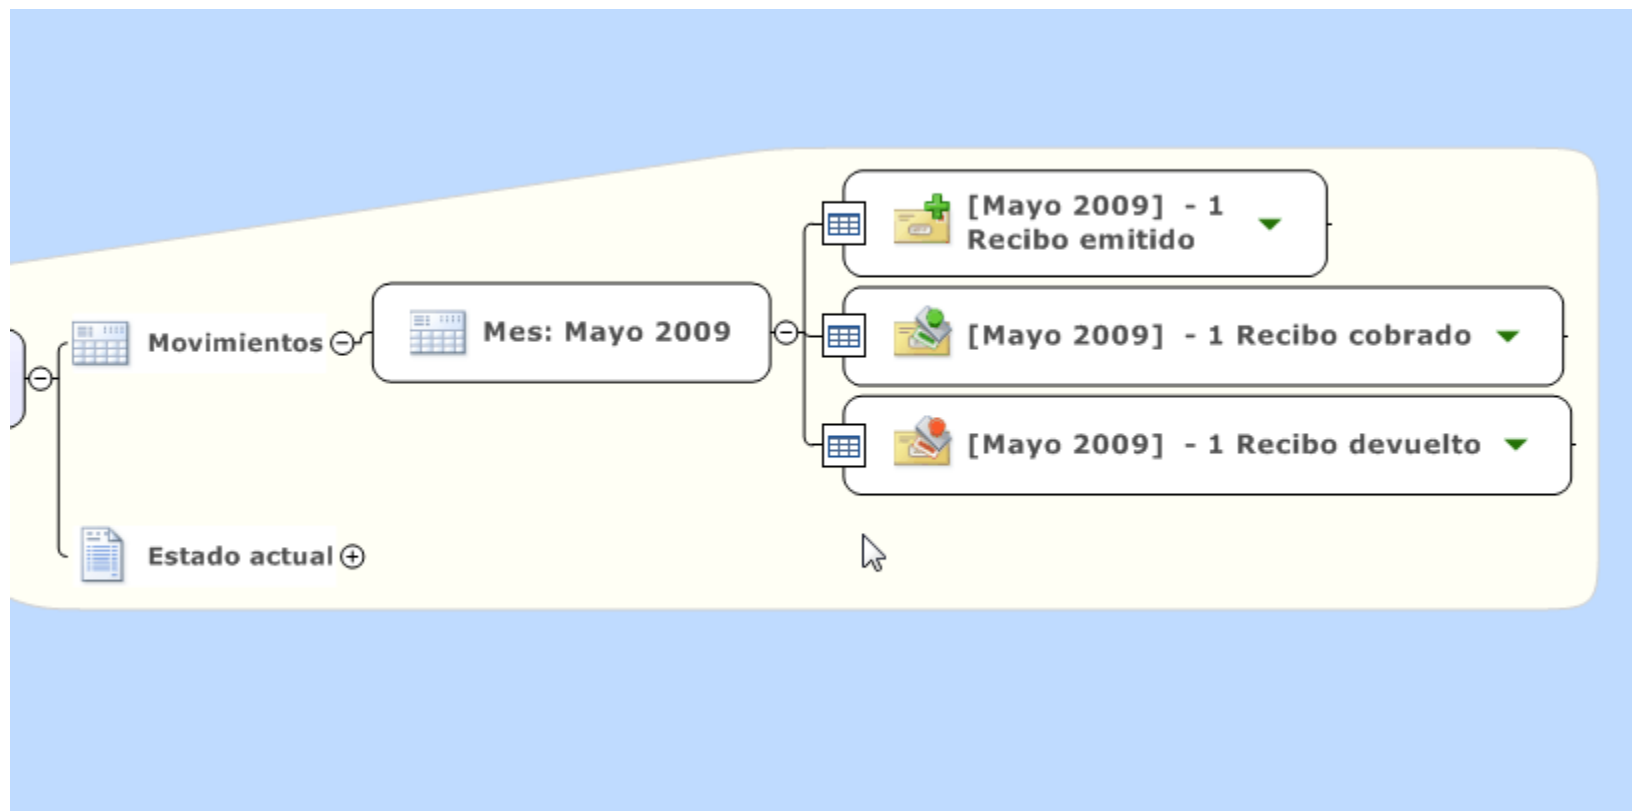 [Mayo 2009]  - 1
Recibo emitido
Movimientos
Mes: Mayo 2009
[Mayo 2009]  - 1 Recibo cobrado
[Mayo 2009]  - 1 Recibo devuelto
Estado actual